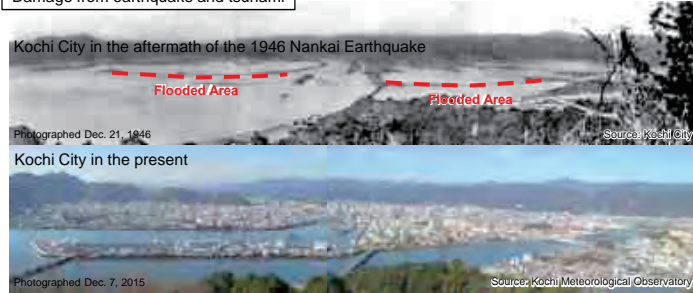 Damage from earthquake and tsunami
Kochi City in the aftermath of the 1946 Nankai Earthquake
Flooded Area
Flooded Area
Photographed Dec. 21, 1946
Source: Kochi City
Kochi City in the present
Photographed Dec. 7, 2015
Source: Kochi Meteorological Observatory